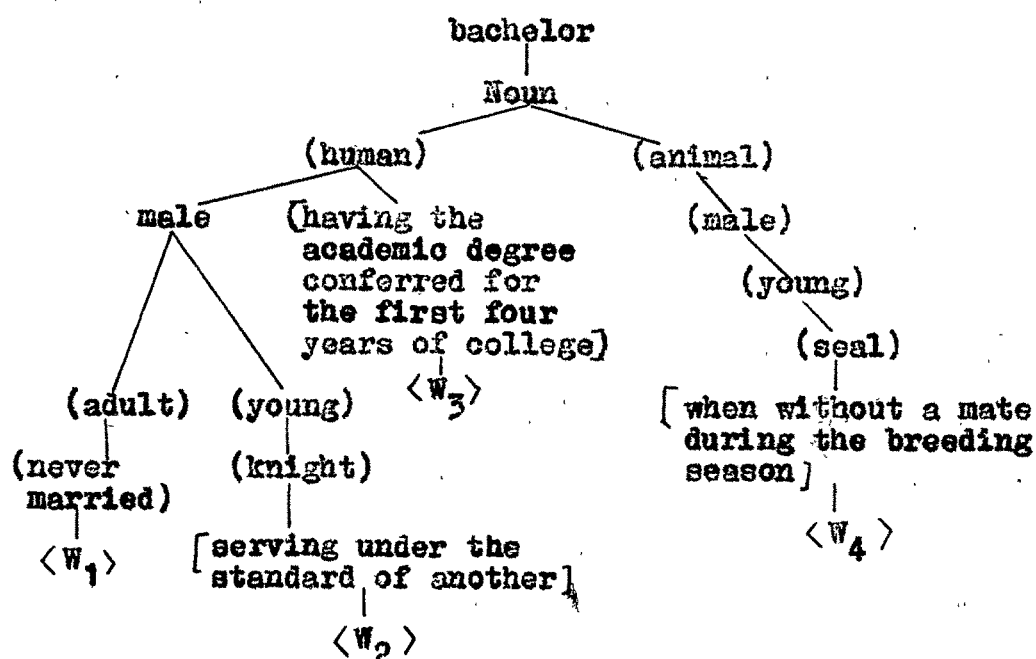 bachelor
Noun
(human)
(animal)
male
[having the
academic degree
conferred for
the first four
years of college]
(male)
(young)
(seal)
(adult)
(young)
<W3>
[when without a mate
during the breeding
season]
(never
married)
(knight)
<W1>
[serving under the
standard of another]
<W4>
<W2>